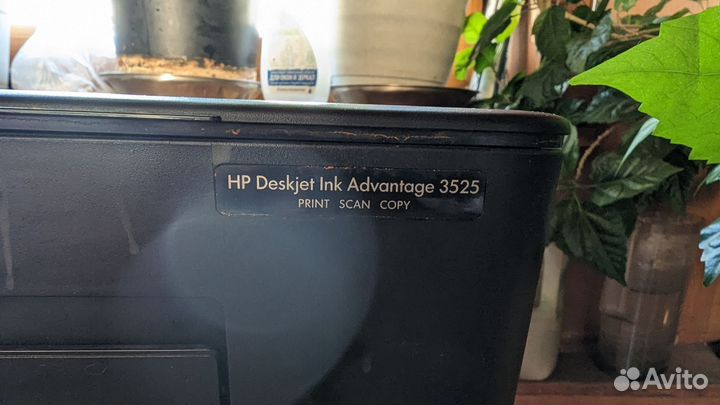 HP Deskjet Ink Advantage 3525
PRINT SCAN COPY
Avito